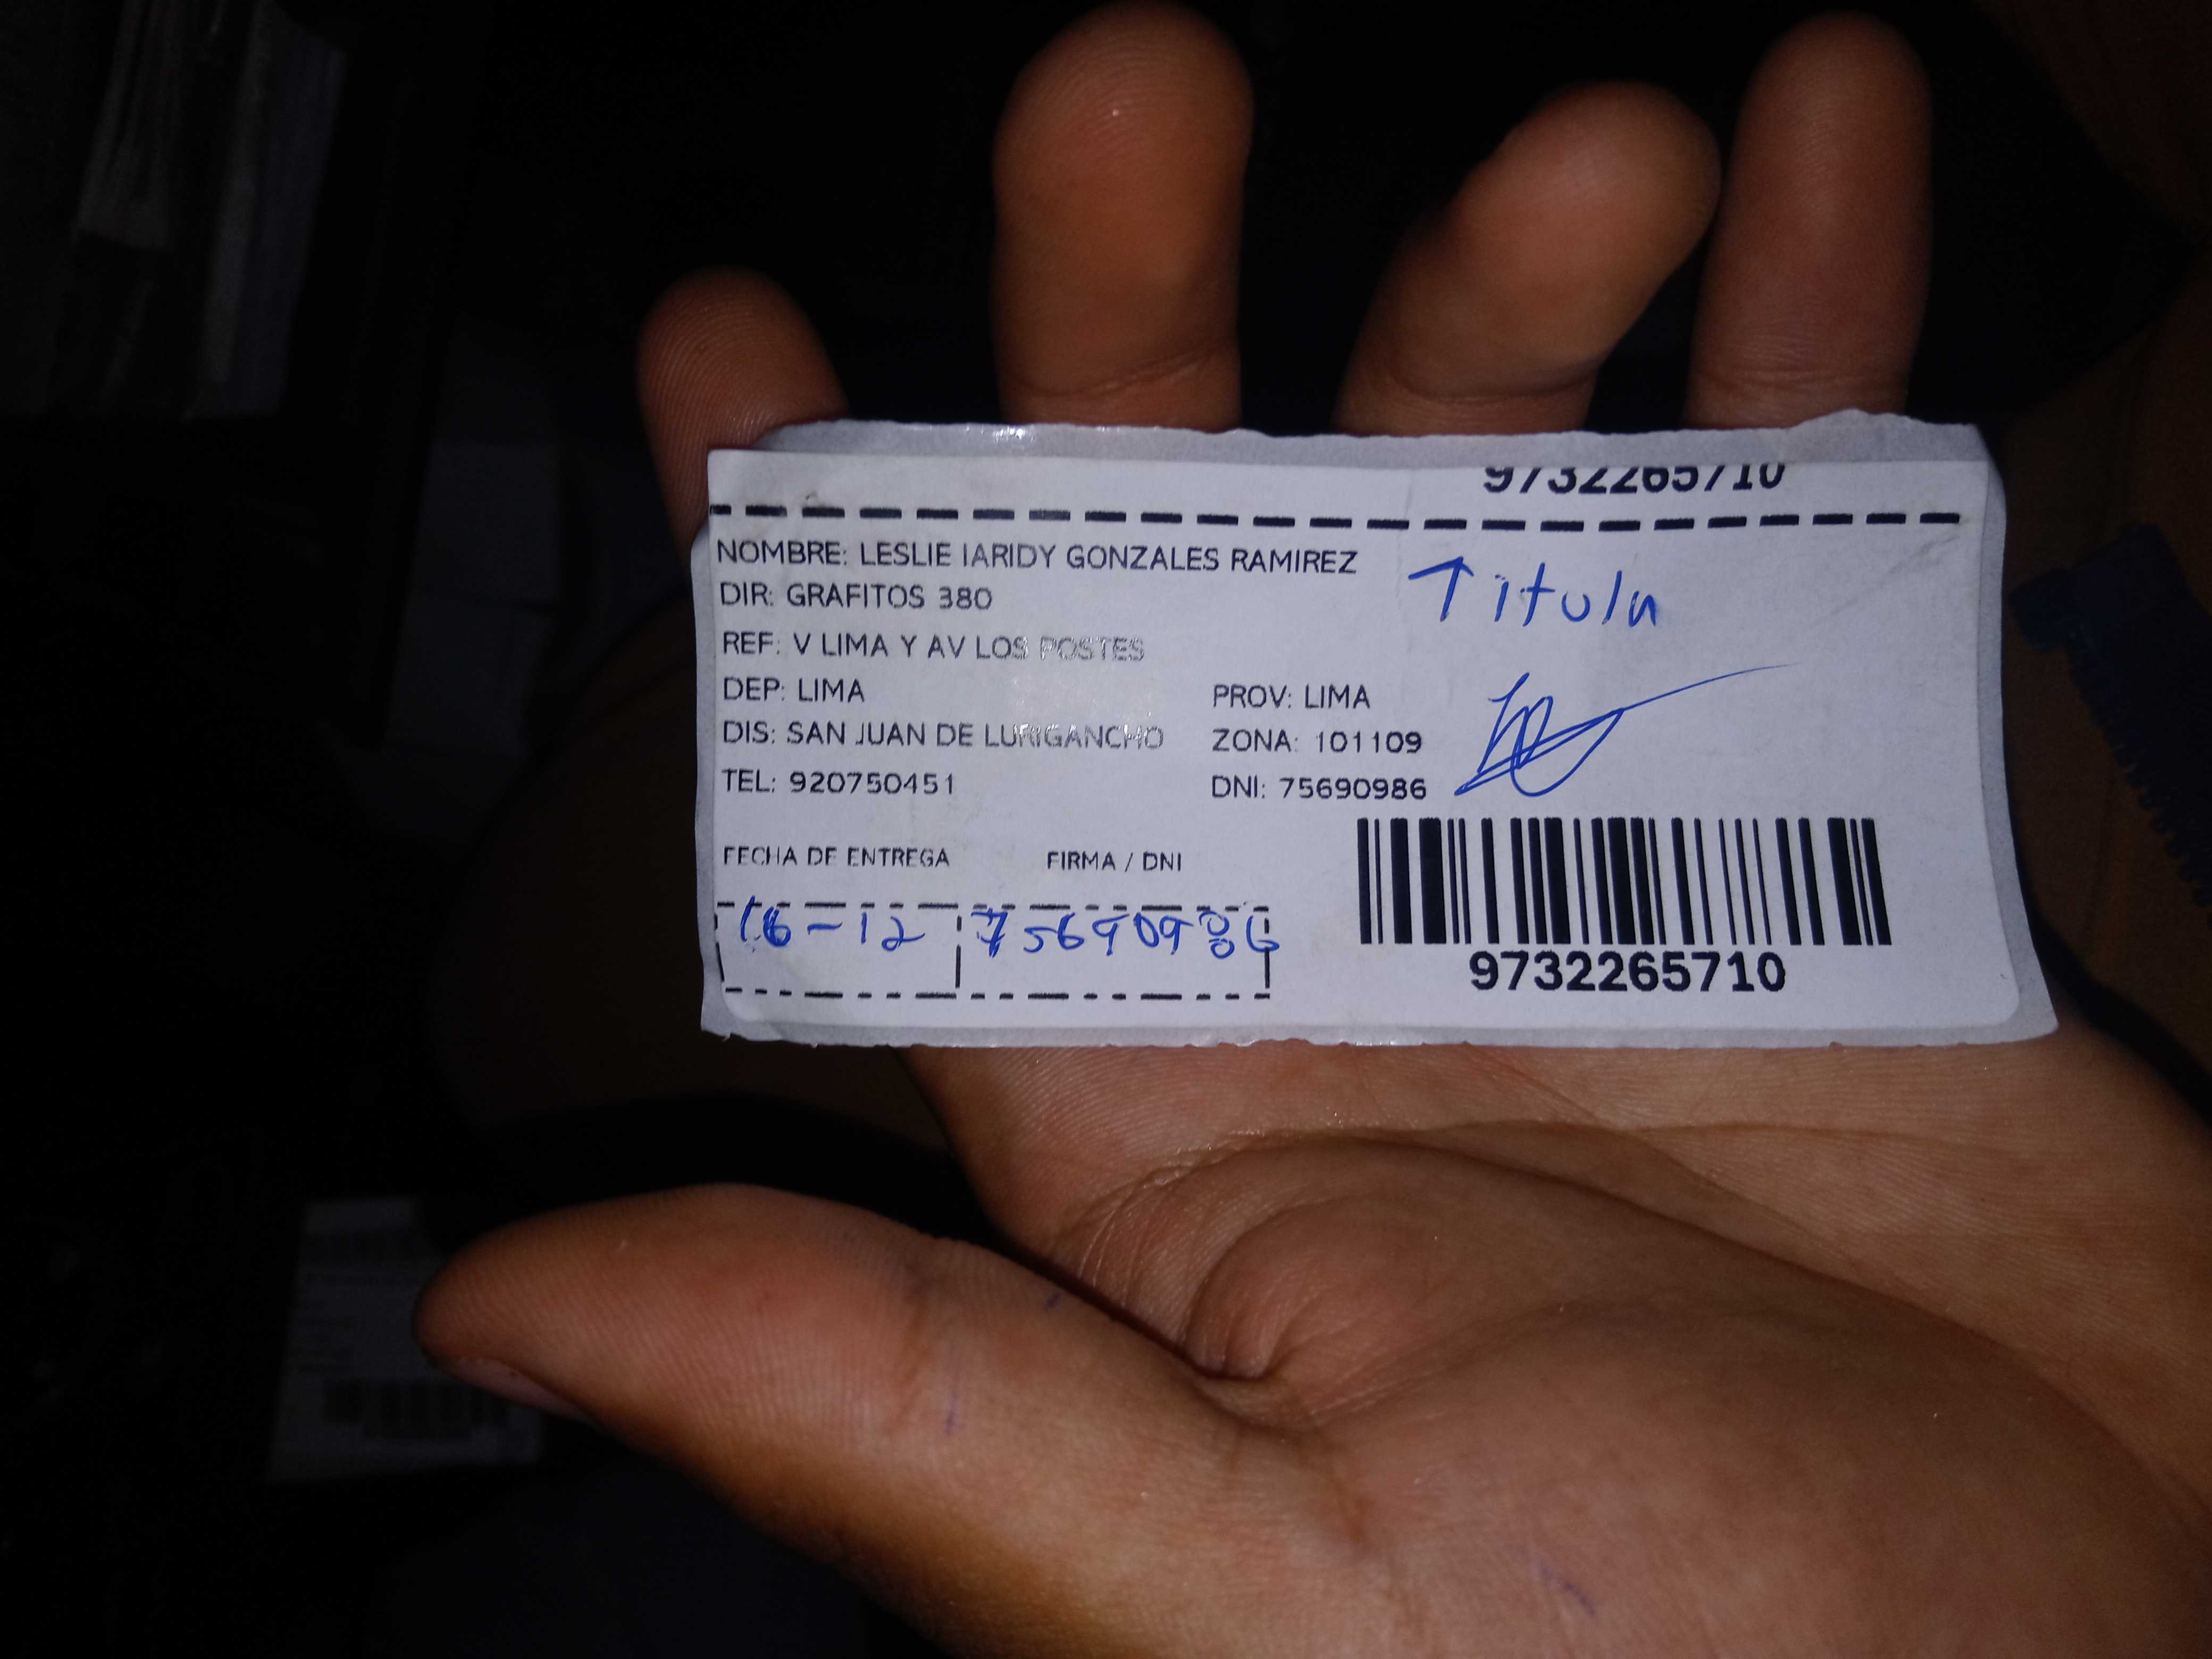 9732265710
NOMBRE: LESLIE IARIDY GONZALES RAMIREZ
Titula
DIR: GRAFITOS 380
REF: V LIMA Y AV LOS POSTES
DEP: LIMA PROV: LIMA
DIS: SAN JUAN DE LURIGANCHO ZONA: 101109
TEL: 920750451 DNI: 75690986
FECHA DE ENTREGA FIRMA / DNI
16-12 75690986
9732265710